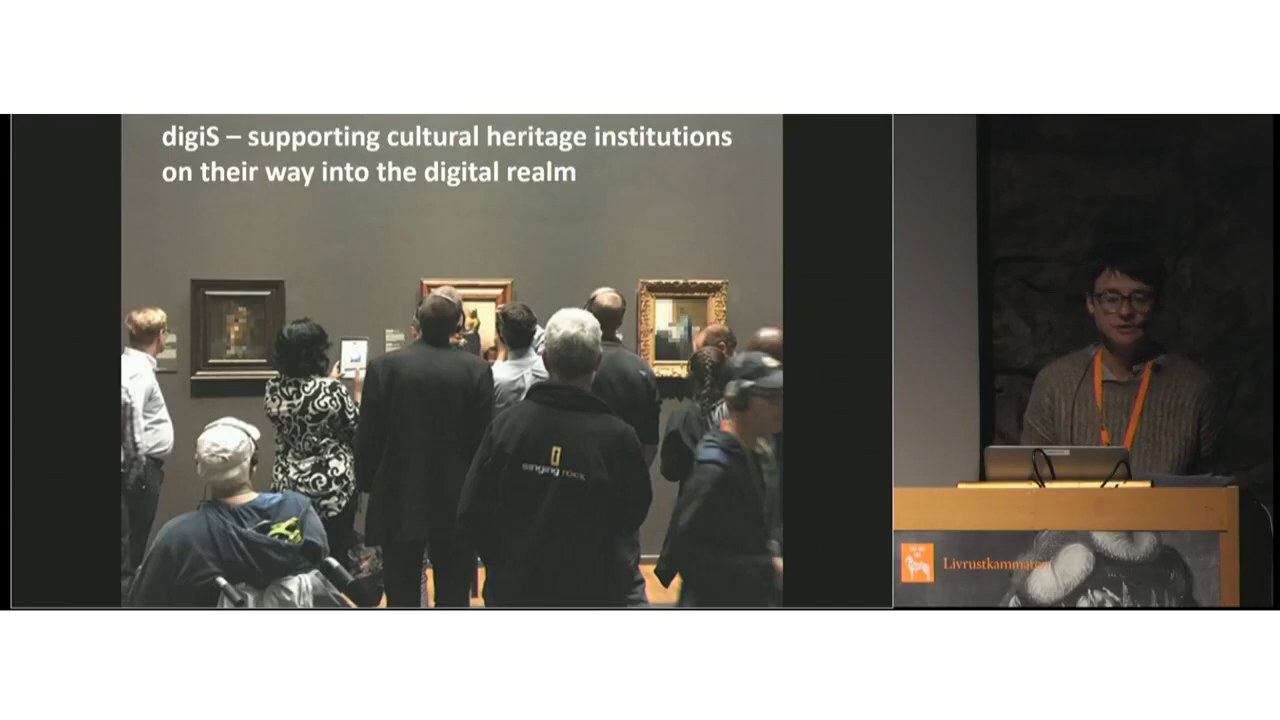 digiS – supporting cultural heritage institutions
on their way into the digital realm
singing rock
Livrustkammaren